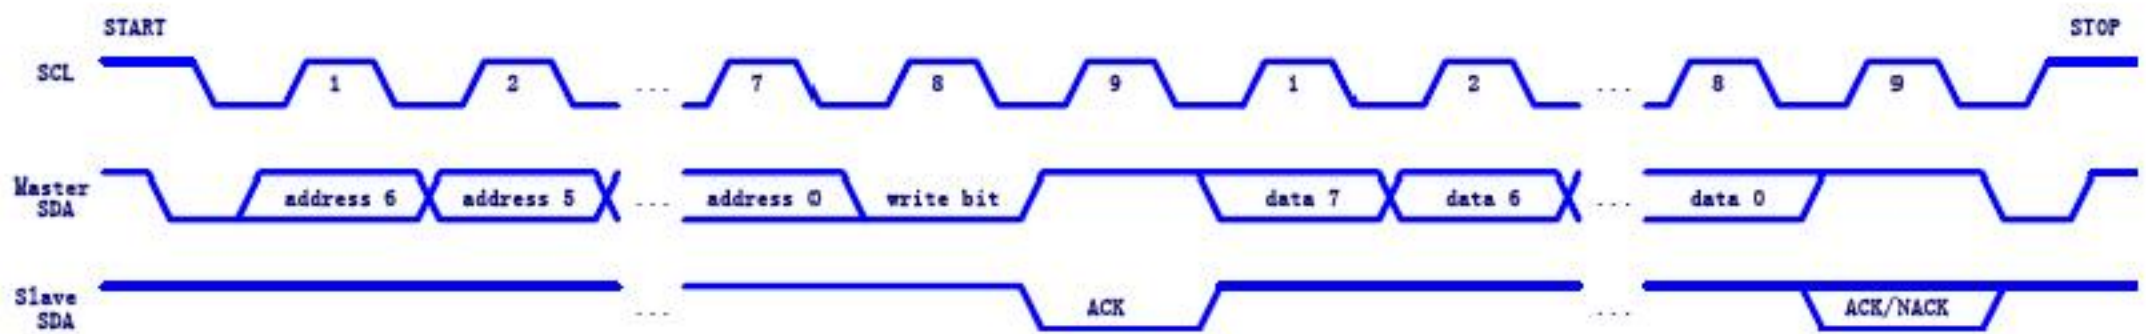 START STOP
SCL 1 2 ... 7 8 9 1 2 ... 8 9
Master
SDA
address 6 address 5 ... address 0 write bit data 7 data 6 ... data 0
Slave
SDA
... ACK ... ACK/NACK